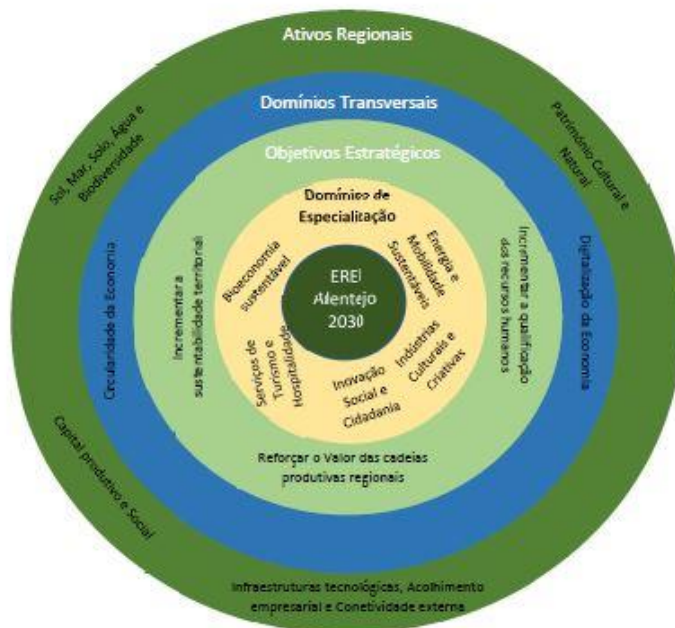 Ativos Regionais
Sol, Mar, Solo, Água e
Biodiversidade
Património Cultural e
Natural
Capital produtivo e Social
Infraestruturas tecnológicas, Acolhimento
empresarial e Conetividade externa
Domínios Transversais
Circularidade da Economia
Digitalização da Economia
Objetivos Estratégicos
Incrementar a
sustentabilidade territorial
Incrementar a qualificação
dos recursos humanos
Reforçar o Valor das cadeias
produtivas regionais
Domínios de
Especialização
Bioeconomia
sustentável
Energia e
Mobilidade
Sustentáveis
Serviços de
Turismo e
Hospitalidade
Inovação
Social e
Cidadania
Indústrias
Culturais e
Criativas
EREI
Alentejo
2030